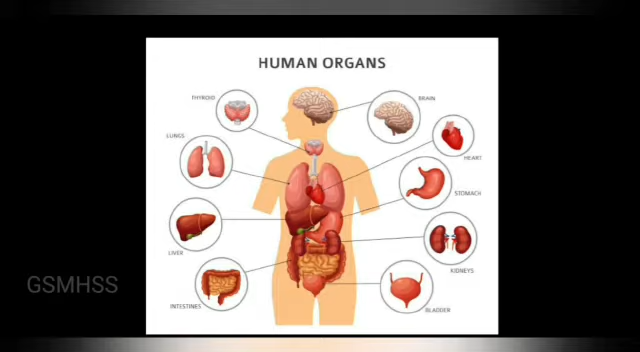 HUMAN ORGANS
THYROID
BRAIN
LUNGS
HEART
STOMACH
LIVER
KIDNEYS
GSMHSS
INTESTINES
BLADDER